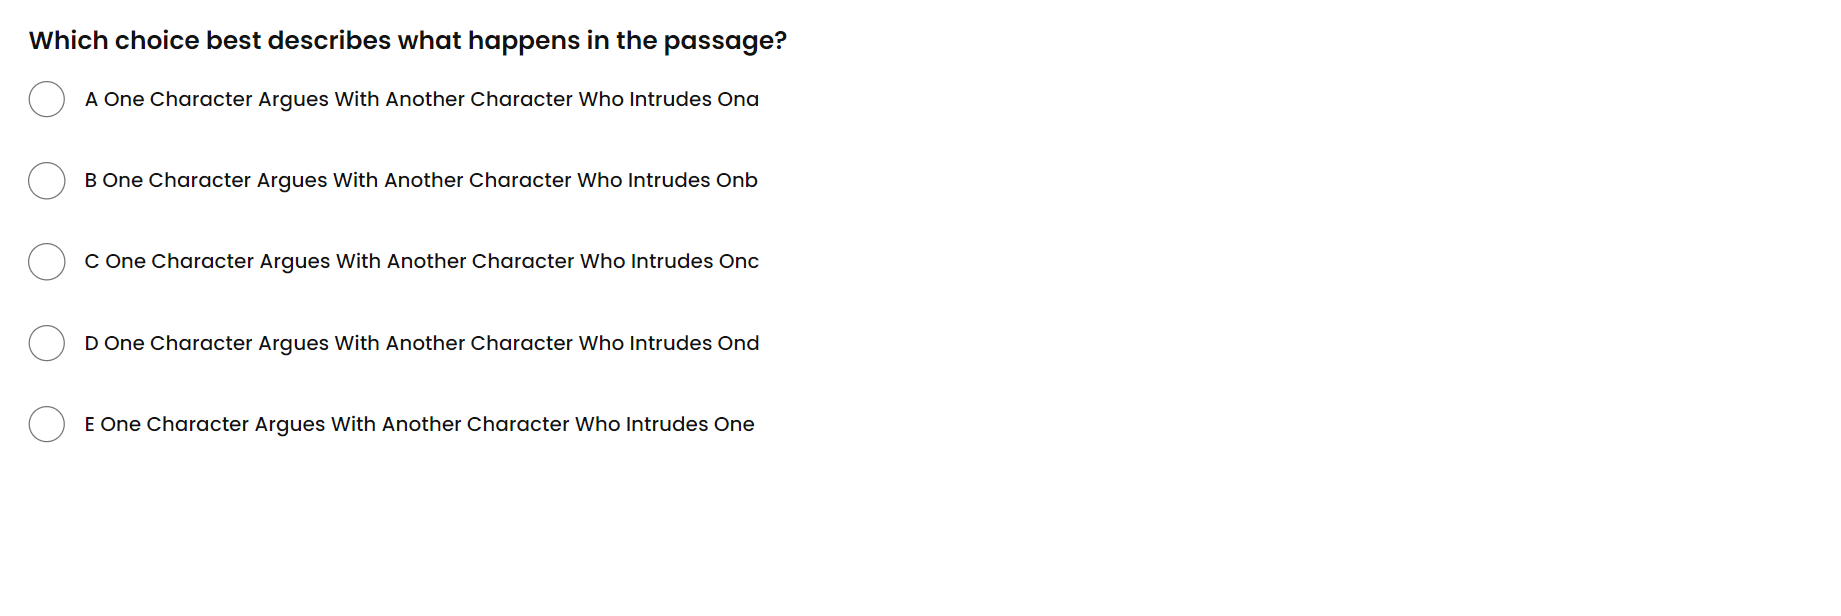 Which choice best describes what happens in the passage?
A One Character Argues With Another Character Who Intrudes Ona
B One Character Argues With Another Character Who Intrudes Onb
C One Character Argues With Another Character Who Intrudes Onc
D One Character Argues With Another Character Who Intrudes Ond
E One Character Argues With Another Character Who Intrudes One